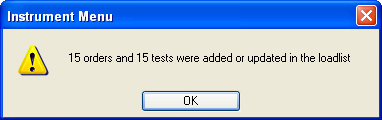 Instrument Menu
15 orders and 15 tests were added or updated in the loadlist
OK